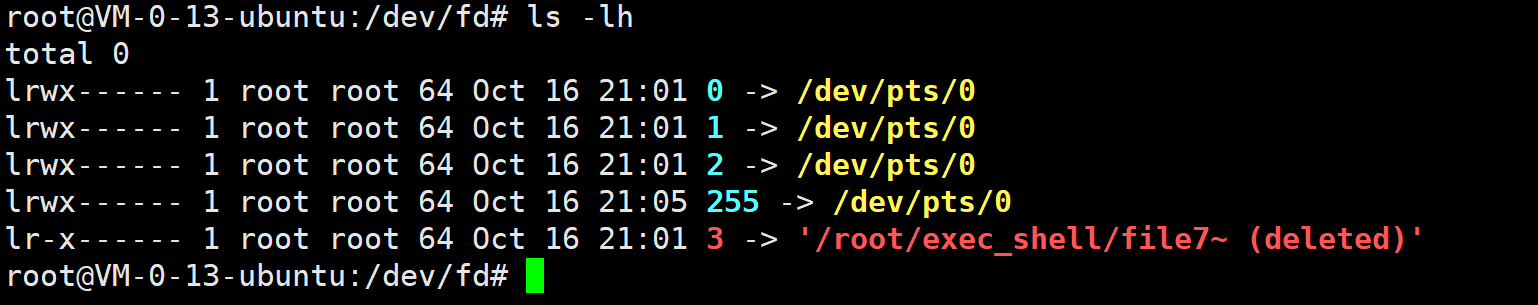 root@VM-0-13-ubuntu:/dev/fd# ls -lh
total 0
lrwx------ 1 root root 64 Oct 16 21:01 0 -> /dev/pts/0
lrwx------ 1 root root 64 Oct 16 21:01 1 -> /dev/pts/0
lrwx------ 1 root root 64 Oct 16 21:01 2 -> /dev/pts/0
lrwx------ 1 root root 64 Oct 16 21:05 255 -> /dev/pts/0
lr-x------ 1 root root 64 Oct 16 21:01 3 -> '/root/exec_shell/file7~ (deleted)'
root@VM-0-13-ubuntu:/dev/fd#